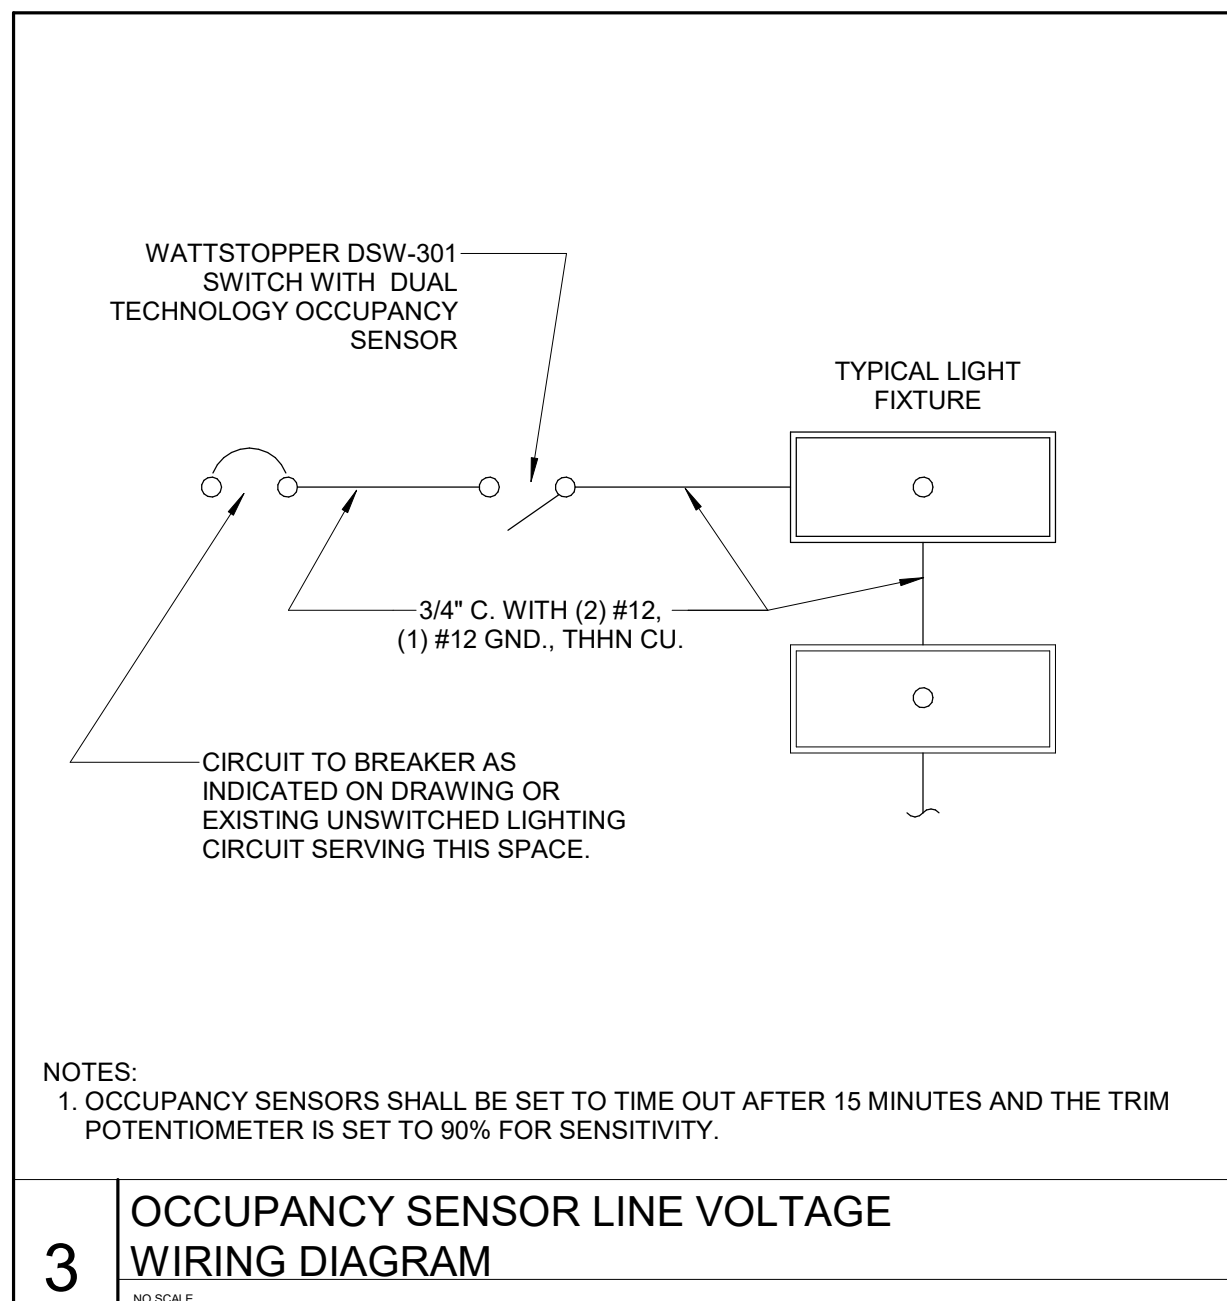 WATTSTOPPER DSW-301
SWITCH WITH DUAL
TECHNOLOGY OCCUPANCY
SENSOR
TYPICAL LIGHT
FIXTURE
3/4" C. WITH (2) #12,
(1) #12 GND., THHN CU.
CIRCUIT TO BREAKER AS
INDICATED ON DRAWING OR
EXISTING UNSWITCHED LIGHTING
CIRCUIT SERVING THIS SPACE.
NOTES:
1. OCCUPANCY SENSORS SHALL BE SET TO TIME OUT AFTER 15 MINUTES AND THE TRIM
POTENTIOMETER IS SET TO 90% FOR SENSITIVITY.
3
OCCUPANCY SENSOR LINE VOLTAGE
WIRING DIAGRAM
NO SCALE